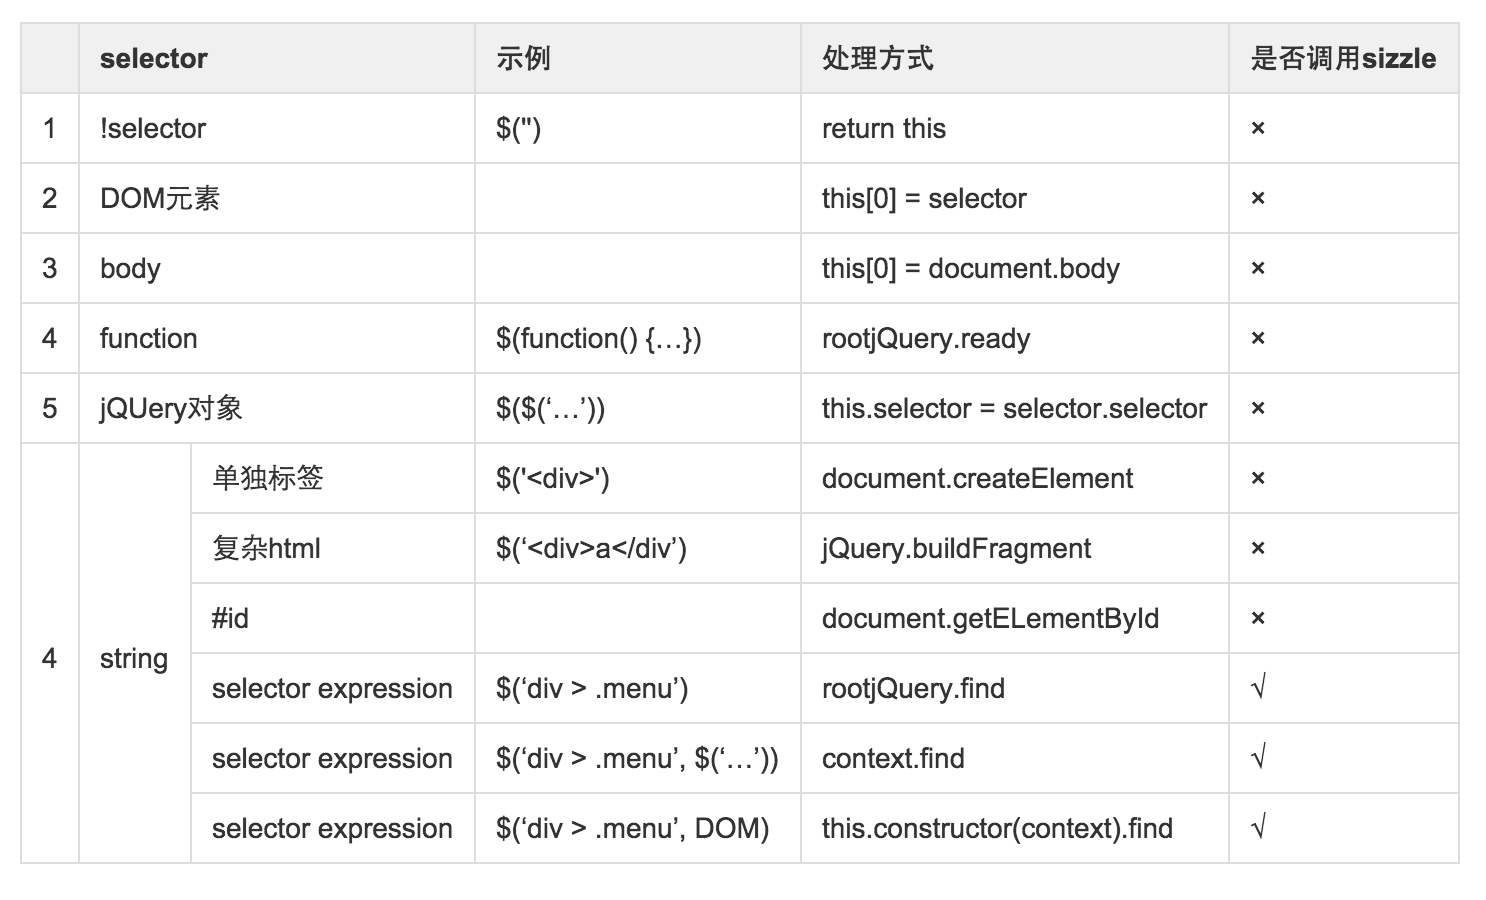 selector 示例 处理方式 是否调用sizzle
1 !selector $('') return this ×
2 DOM元素 this[0] = selector ×
3 body this[0] = document.body ×
4 function $(function() {…}) rootjQuery.ready ×
5 jQUery对象 $($(‘…’)) this.selector = selector.selector ×
单独标签 $('<div>') document.createElement ×
复杂html $(‘<div>a</div’) jQuery.buildFragment ×
#id document.getELementById ×
4 string selector expression $(‘div > .menu’) rootjQuery.find √
selector expression $(‘div > .menu’, $(‘…’)) context.find √
selector expression $(‘div > .menu’, DOM) this.constructor(context).find √